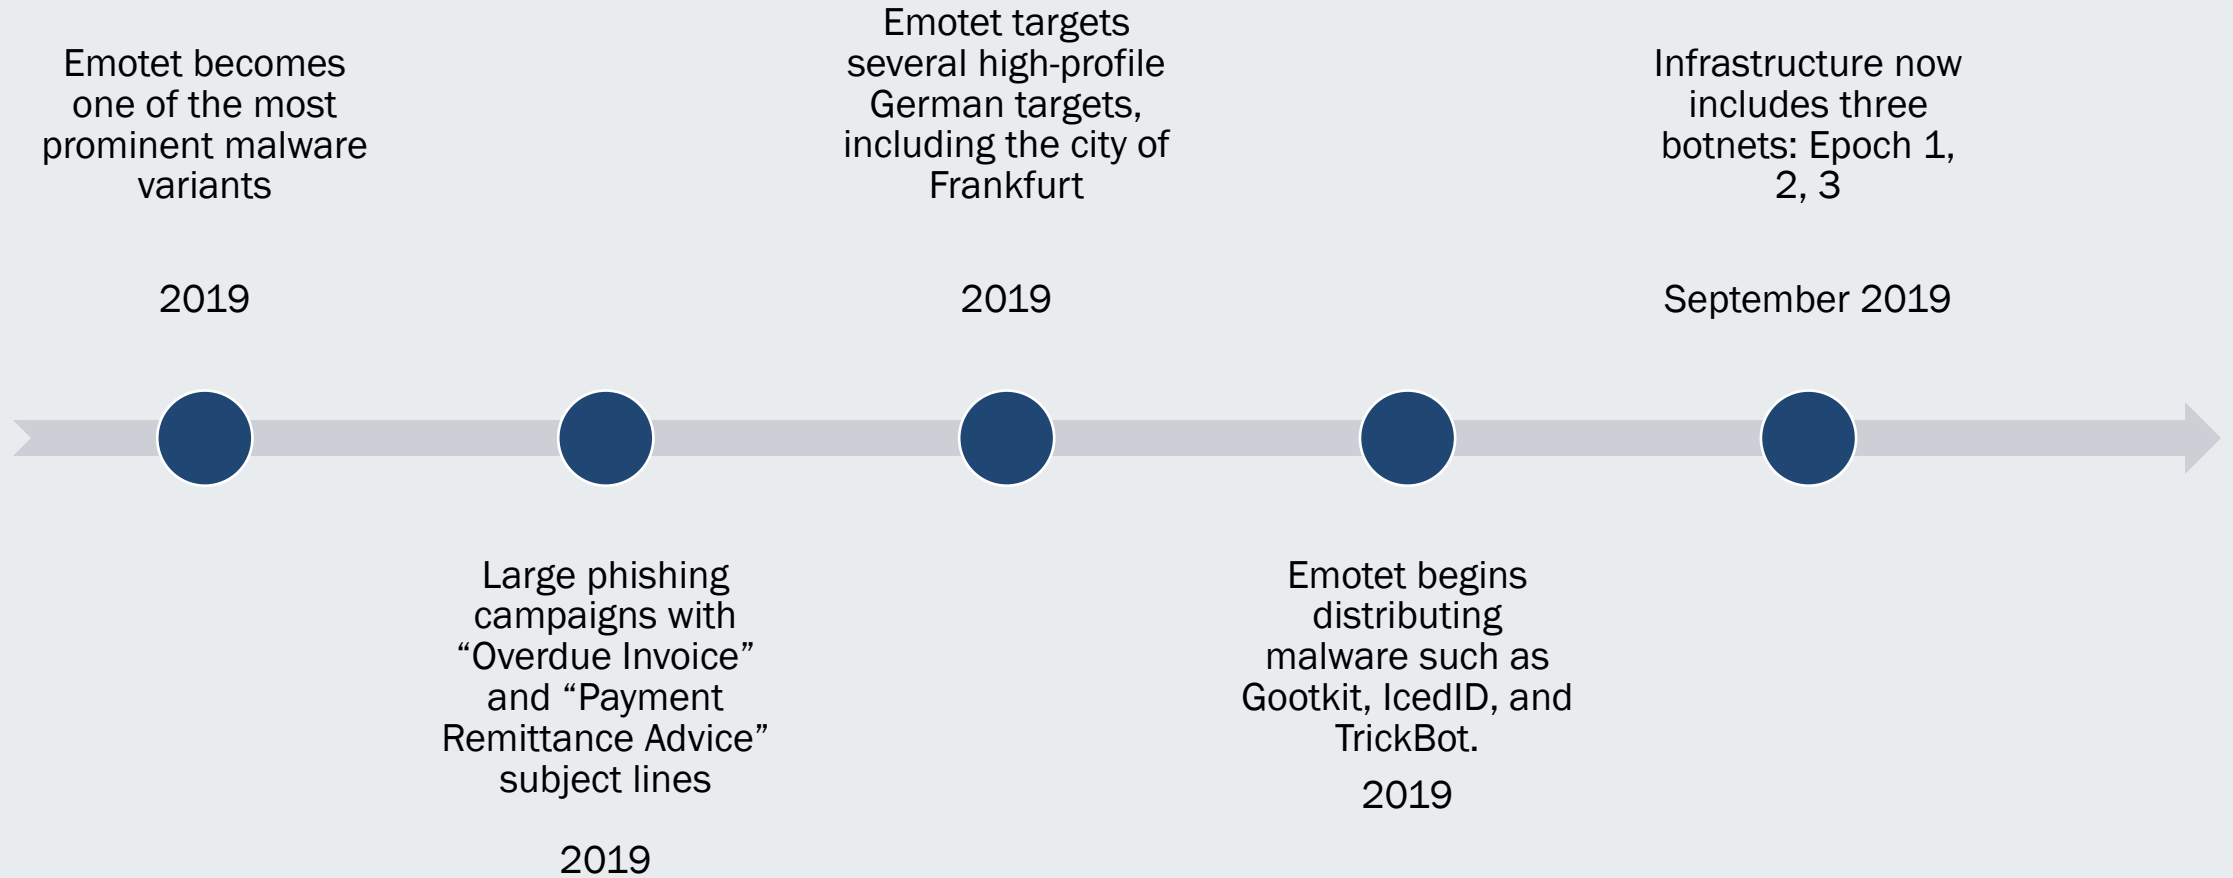 Emotet becomes
one of the most
prominent malware
variants
2019
Large phishing
campaigns with
“Overdue Invoice”
and “Payment
Remittance Advice”
subject lines
2019
Emotet targets
several high-profile
German targets,
including the city of
Frankfurt
2019
Emotet begins
distributing
malware such as
Gootkit, IcedID, and
TrickBot.
2019
Infrastructure now
includes three
botnets: Epoch 1,
2, 3
September 2019